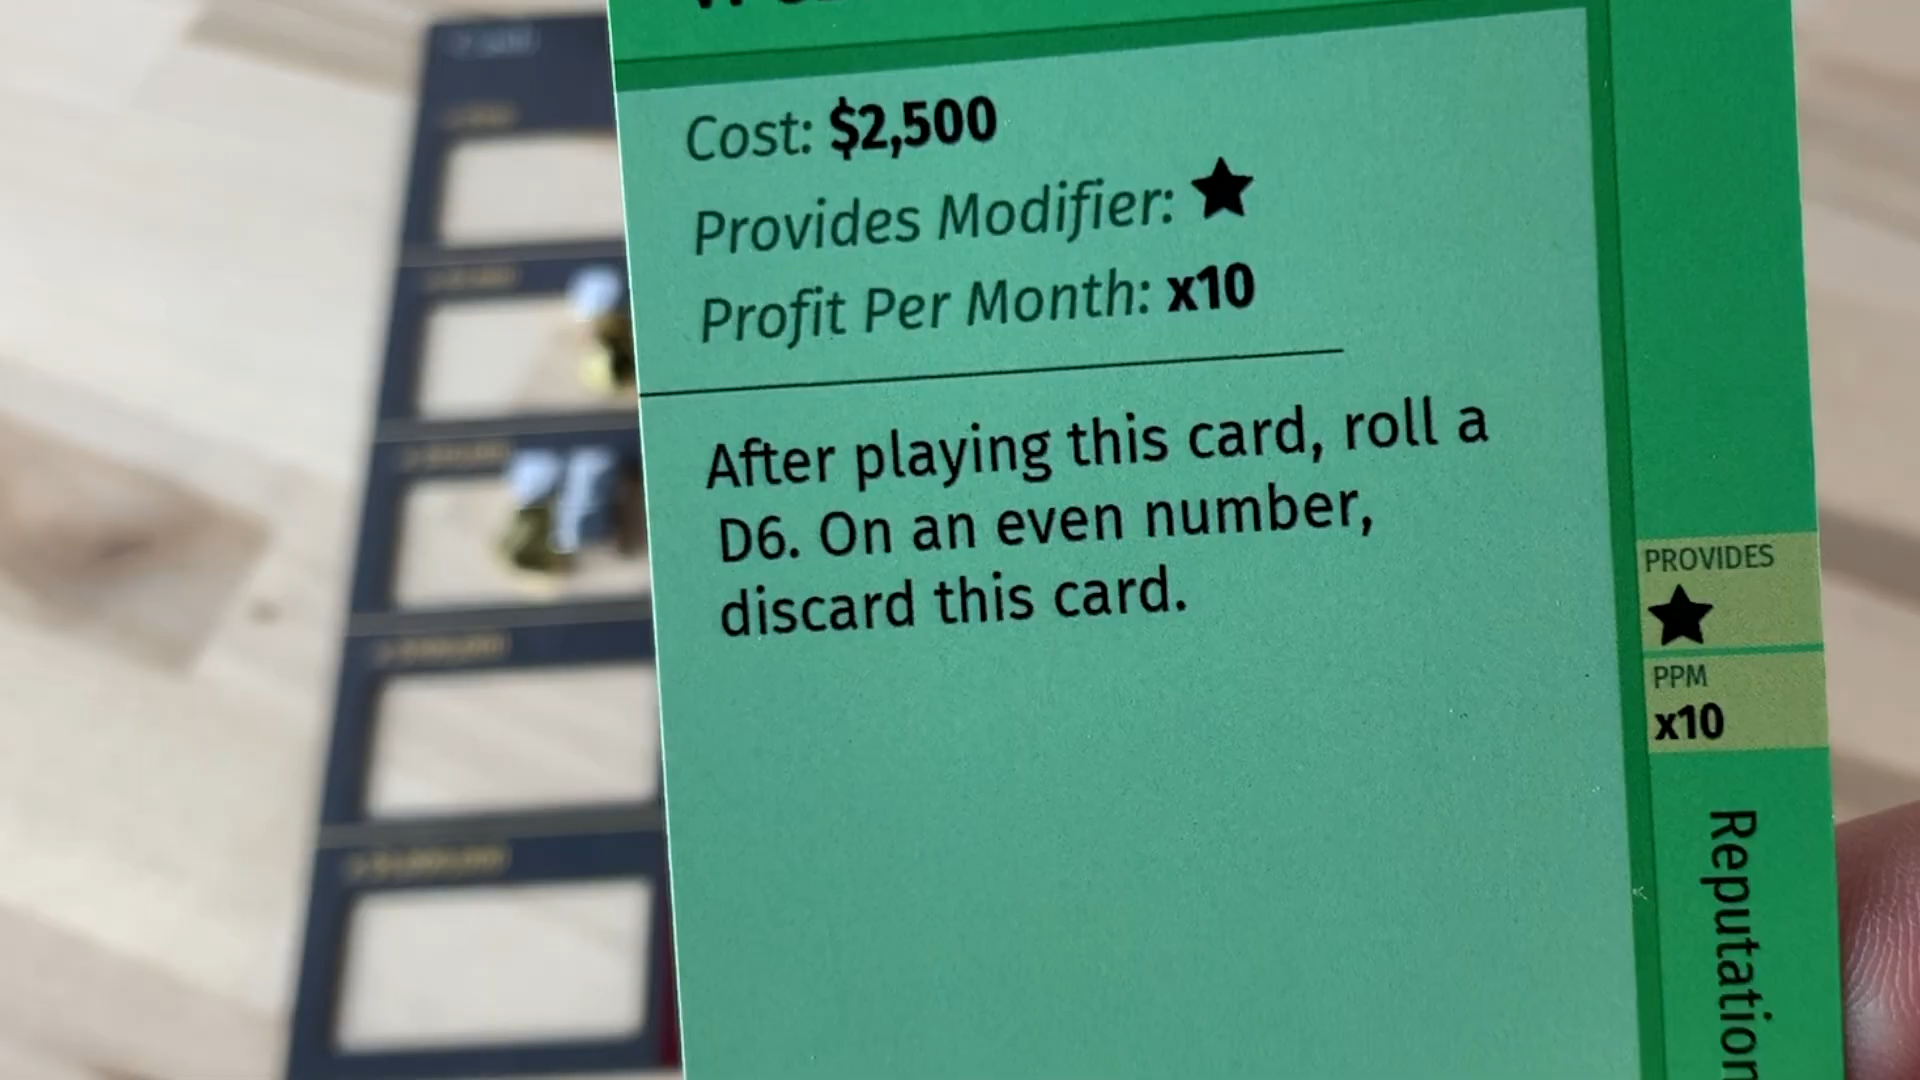 Cost: $2,500
Provides Modifier: ★
Profit Per Month: x10
After playing this card, roll a
D6. On an even number,
discard this card.
PROVIDES
★
PPM
x10
Reputation